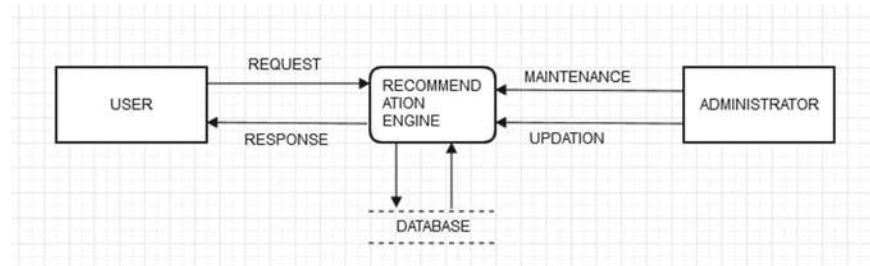 REQUEST
USER
RESPONSE
RECOMMEND
ATION
ENGINE
MAINTENANCE
ADMINISTRATOR
UPDATION
DATABASE